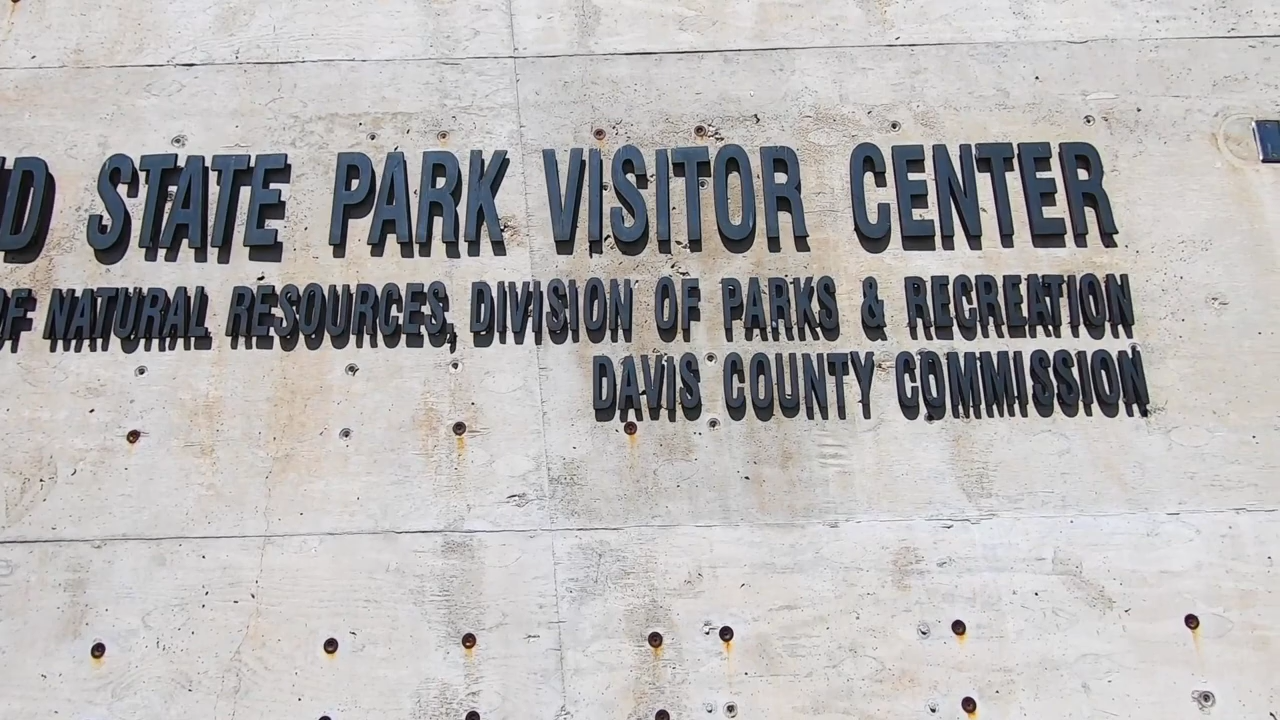 STATE PARK VISITOR CENTER
OF NATURAL RESOURCES, DIVISION OF PARKS & RECREATION
DAVIS COUNTY COMMISSION